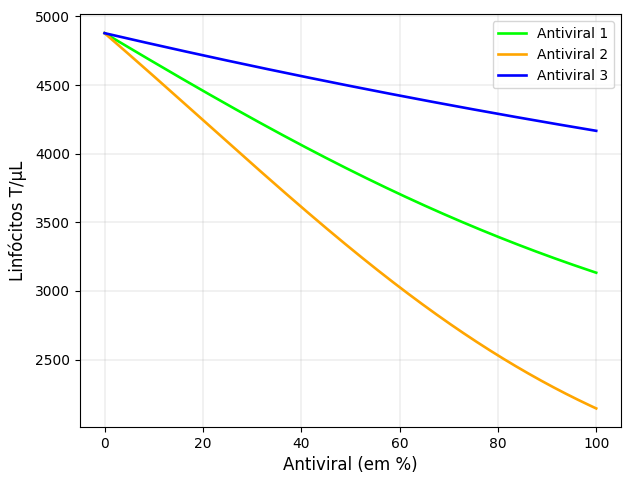 5000
4500
4000
3500
3000
2500
Linfócitos T/μL
0 20 40 60 80 100
Antiviral (em %)
Antiviral 1
Antiviral 2
Antiviral 3